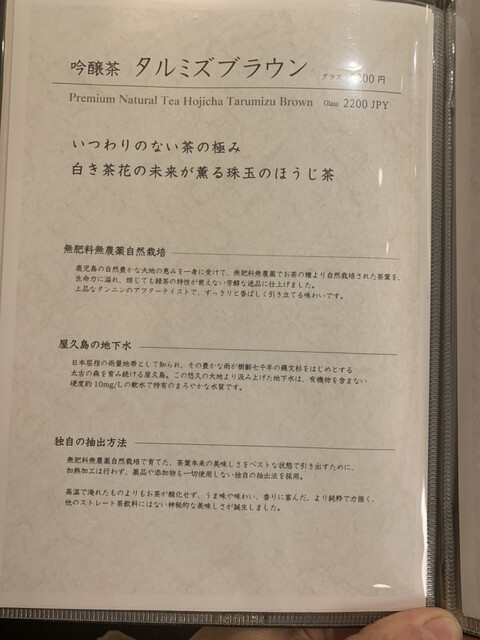 吟醸茶 タルミズブラウン グラス 00円
Premium Natural Tea Hojicha Tarumizu Brown Glass 2200 JPY
いつわりのない茶の極み
白き茶花の未来が薫る珠玉のほうじ茶
無肥料無農薬自然栽培
鹿児島の自然豊かな大地の恵みを一身に受けて、無肥料無農薬でお茶の種より自然栽培された茶葉を、
生命力に溢れ、焙じても緑茶の特性が衰えない芳醇な逸品に仕上げました。
上品なタンニンのアフターテイストで、すっきりと香ばしく引き立てる味わいです。
屋久島の地下水
日本屈指の雨量地帯として知られ、その豊かな雨が樹齢七千年の縄文杉をはじめとする
太古の森を育み続ける屋久島。この悠久の大地より汲み上げた地下水は、有機物を含まない
硬度約10mg/Lの軟水で特有のまろやかな水質です。
独自の抽出方法
無肥料無農薬自然栽培で育てた、茶葉本来の美味しさをベストな状態で引き出すために、
加熱加工は行わず、薬品や添加物も一切使用しない独自の抽出法を採用。
高温で淹れたものよりもお茶が酸化せず、うま味や味わい、香りに富んだ、より純粋で力強く、
他のストレート茶飲料にはない神秘的な美味しさが誕生しました。